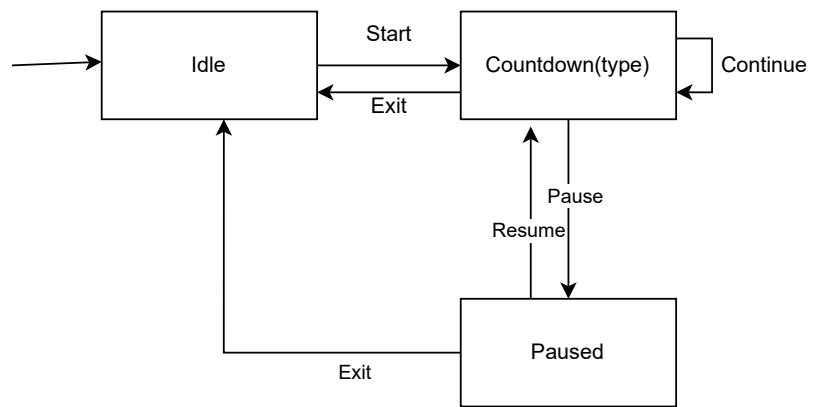 Start
Idle
Countdown(type)
Continue
Exit
Pause
Resume
Paused
Exit